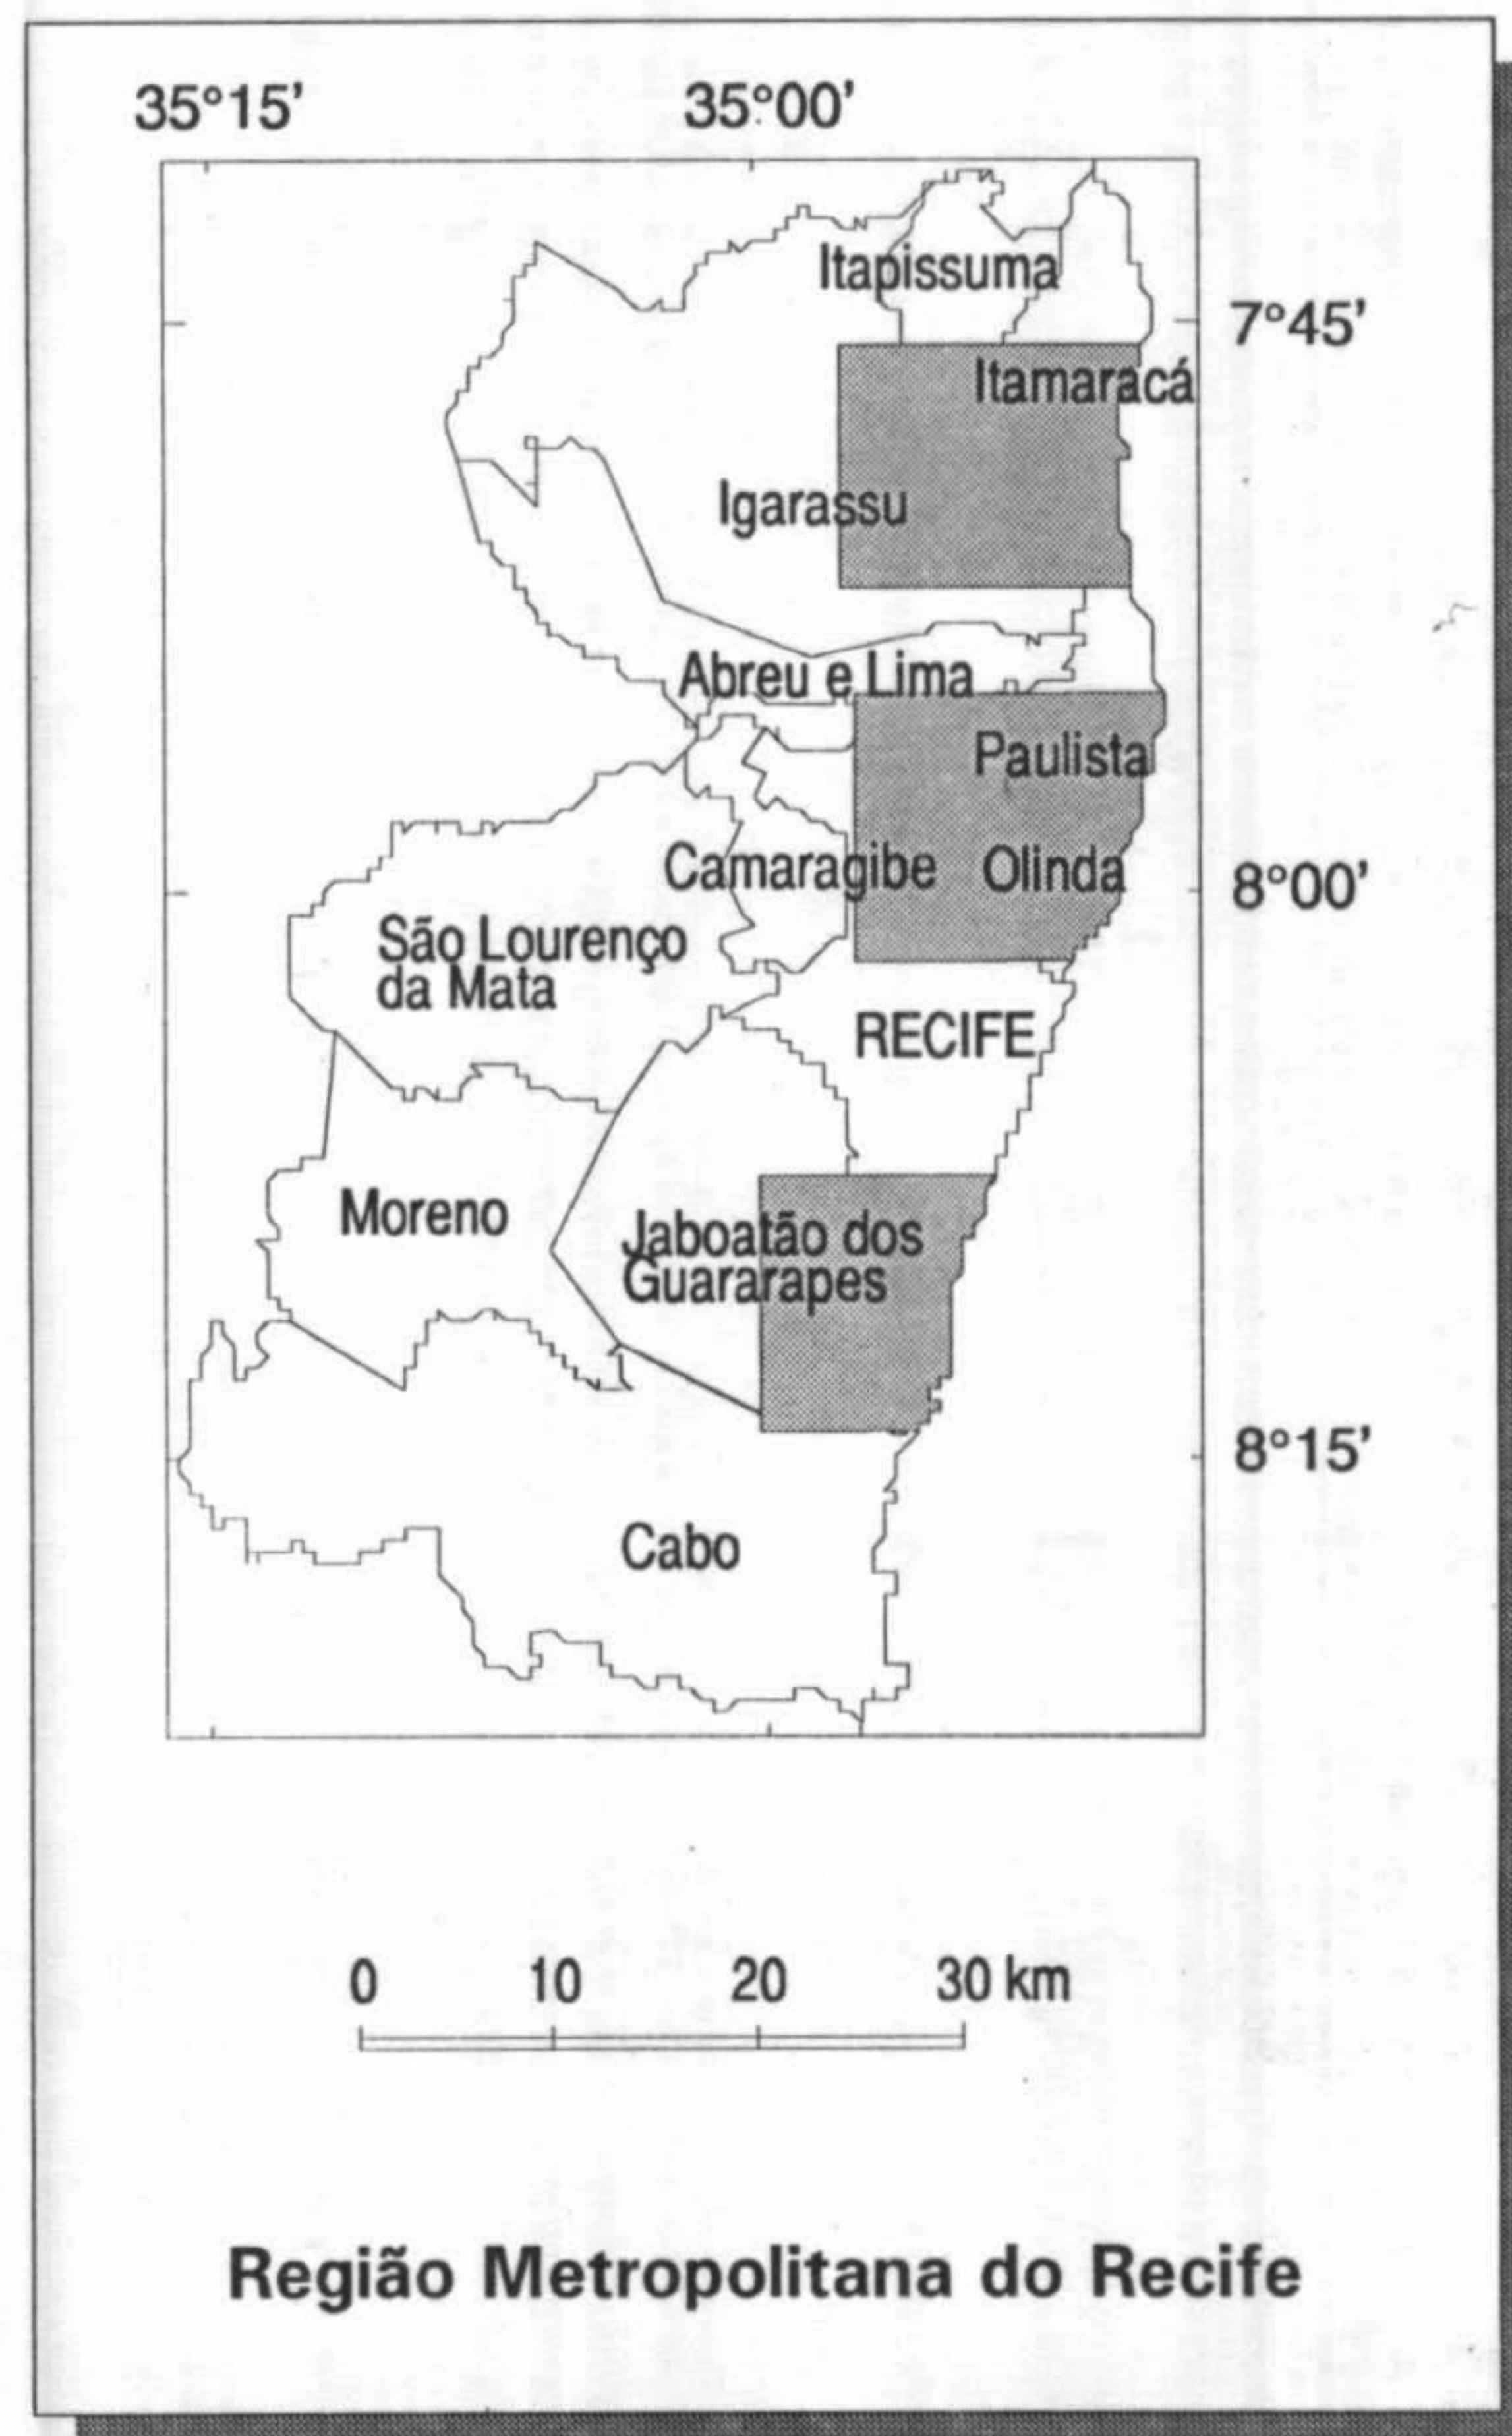 35°15'
35°00'
Itapissuma
7°45'
Itamaracá
Igarassu
Abreu e Lima
Paulista
Camaragibe
Olinda
8°00'
São Lourenço
da Mata
RECIFE
Moreno
Jaboatão dos
Guararapes
8°15'
Cabo
0 10 20 30 km
Região Metropolitana do Recife